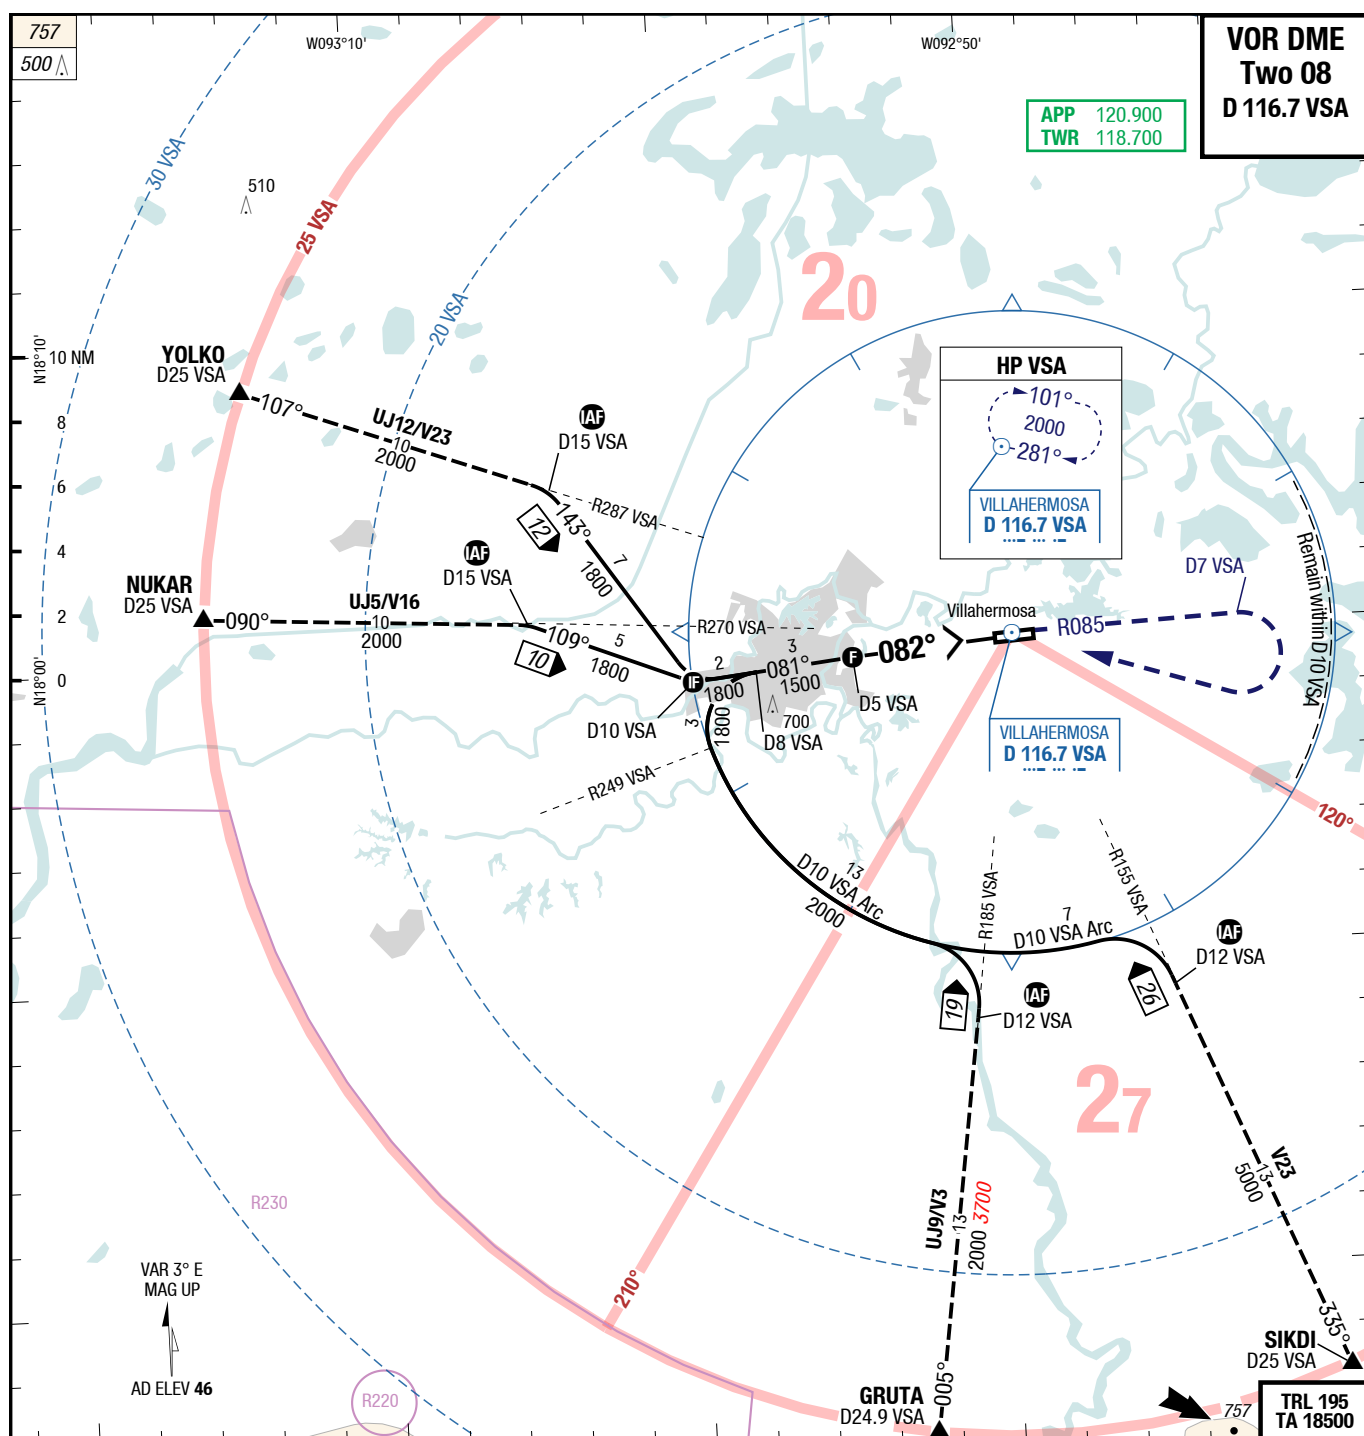 757
500
W093°10'
W092°50'
VOR DME
Two 08
D 116.7 VSA
APP 120.900
TWR 118.700
30 VSA
510
25 VSA
20 VSA
20
N18°10'
10 NM
8
6
4
2
0
N18°00'
YOLKO
D25 VSA
107°
UJ12/V23
10
2000
IAF
D15 VSA
R287 VSA
12
143°
7
1800
HP VSA
101°
2000
281°
VILLAHERMOSA
D 116.7 VSA
IAF
D15 VSA
NUKAR
D25 VSA
090°
UJ5/V16
10
2000
109°
5
1800
10
R270 VSA
Villahermosa
D7 VSA
R085
Remain within D10 VSA
IF
D10 VSA
2
1800
081°
3
1500
F
082°
D5 VSA
700
D8 VSA
3
1800
R249 VSA
VILLAHERMOSA
D 116.7 VSA
120°
13
D10 VSA Arc
2000
R185 VSA
R155 VSA
7
D10 VSA Arc
IAF
D12 VSA
26
19
IAF
D12 VSA
27
R230
VAR 3° E
MAG UP
AD ELEV 46
R220
210°
UJ9/V3
13
2000 3700
005°
GRUTA
D24.9 VSA
V23
13
5000
335°
SIKDI
D25 VSA
757
TRL 195
TA 18500